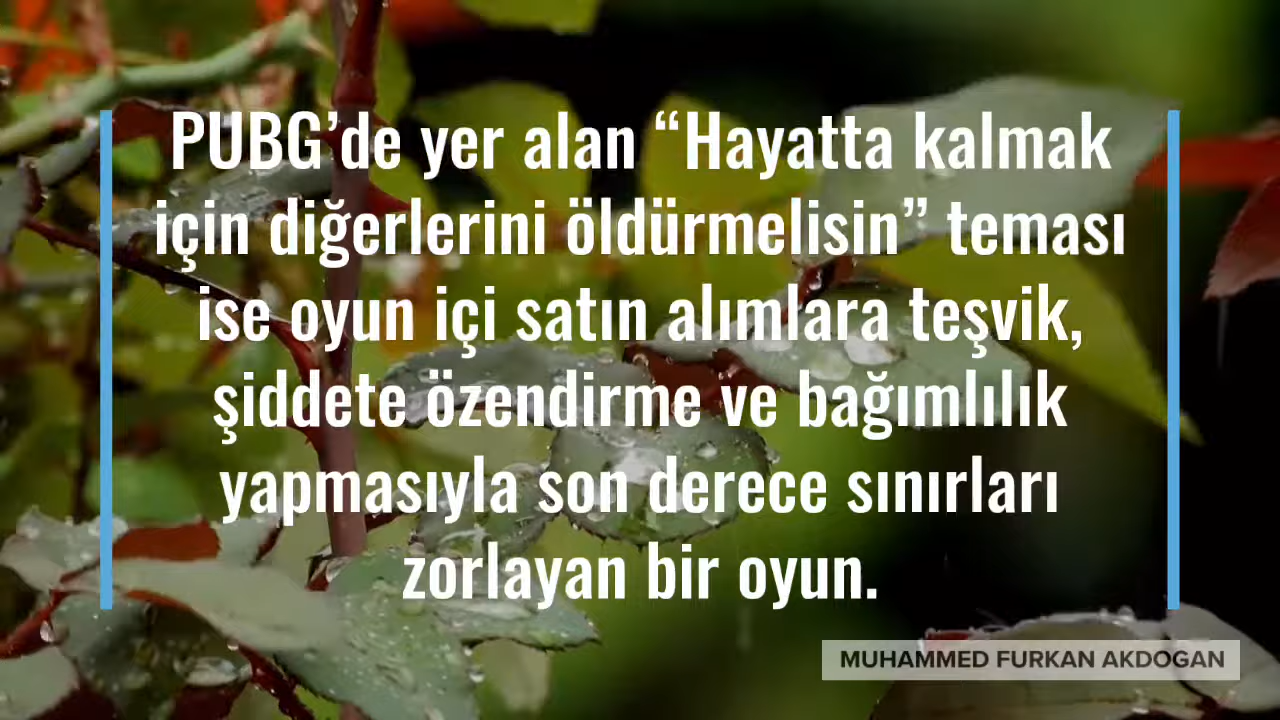 PUBG’de yer alan “Hayatta kalmak
için diğerlerini öldürmelisin” teması
ise oyun içi satın alımlara teşvik,
şiddete özendirme ve bağımlılık
yapmasıyla son derece sınırları
zorlayan bir oyun.
MUHAMMED FURKAN AKDOGAN